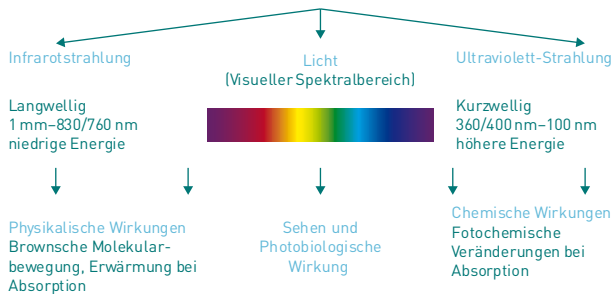 Infrarotstrahlung
Langwellig
1 mm–830/760 nm
niedrige Energie
Licht
(Visueller Spektralbereich)
Ultraviolett-Strahlung
Kurzwellig
360/400 nm–100 nm
höhere Energie
Physikalische Wirkungen
Brownsche Molekular-
bewegung, Erwärmung bei
Absorption
Sehen und
Photobiologische
Wirkung
Chemische Wirkungen
Fotochemische
Veränderungen bei
Absorption